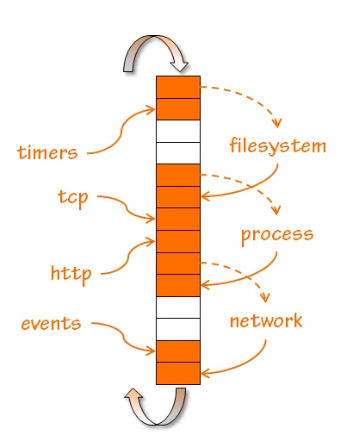 timers
filesystem
tcp
process
http
network
events